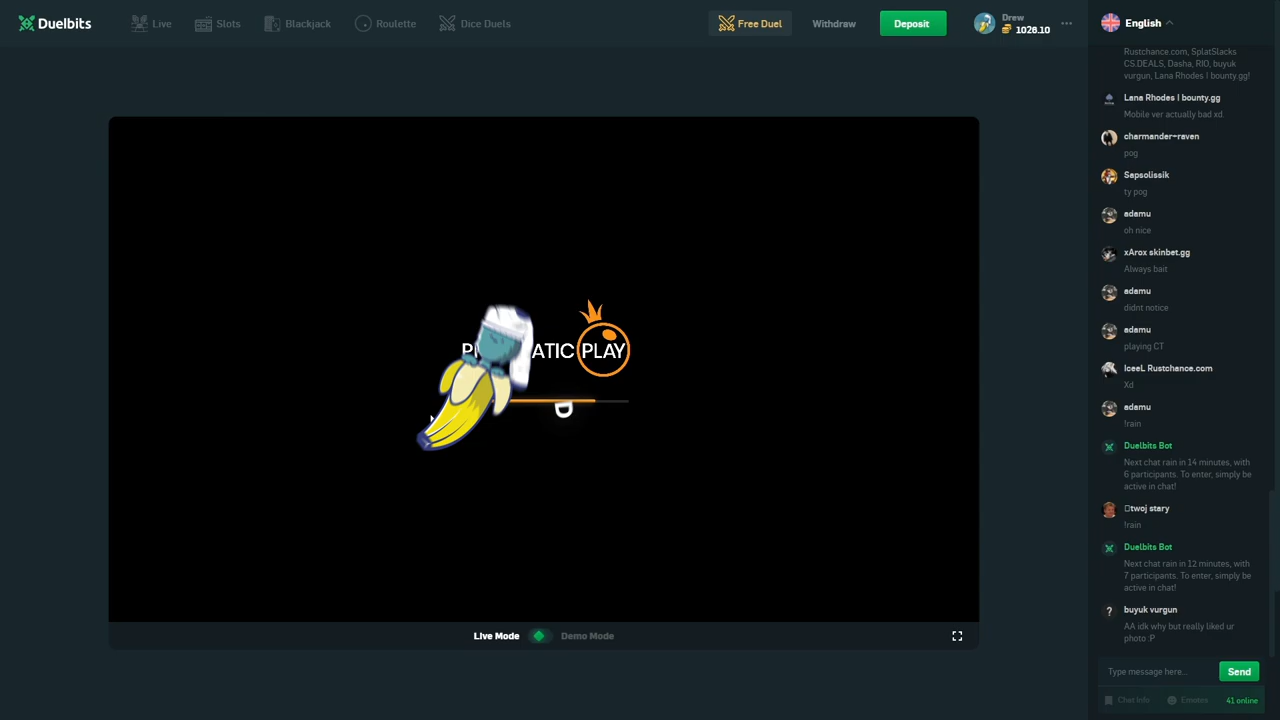 Duelbits
Live
Slots
Blackjack
Roulette
Dice Duels
Free Duel
Withdraw
Deposit
Drew
1026.10
English
Rustchance.com, SplatSlacks
CS.DEALS, Dasha, RIO, buyuk
vurgun, Lana Rhodes | bounty.gg!
Lana Rhodes | bounty.gg
Mobile ver actually bad xd.
charmander-raven
pog
Sapsolissik
ty pog
adamu
oh nice
xArox skinbet.gg
Always bait
adamu
didnt notice
adamu
playing CT
IceeL Rustchance.com
Xd
adamu
!rain
Duelbits Bot
Next chat rain in 14 minutes, with
6 participants. To enter, simply be
active in chat!
twoj stary
!rain
Duelbits Bot
Next chat rain in 12 minutes, with
7 participants. To enter, simply be
active in chat!
buyuk vurgun
AA idk why but really liked ur
photo :P
ATIC PLAY
Live Mode
Demo Mode
Type message here...
Send
Chat Info
Emotes
41 online